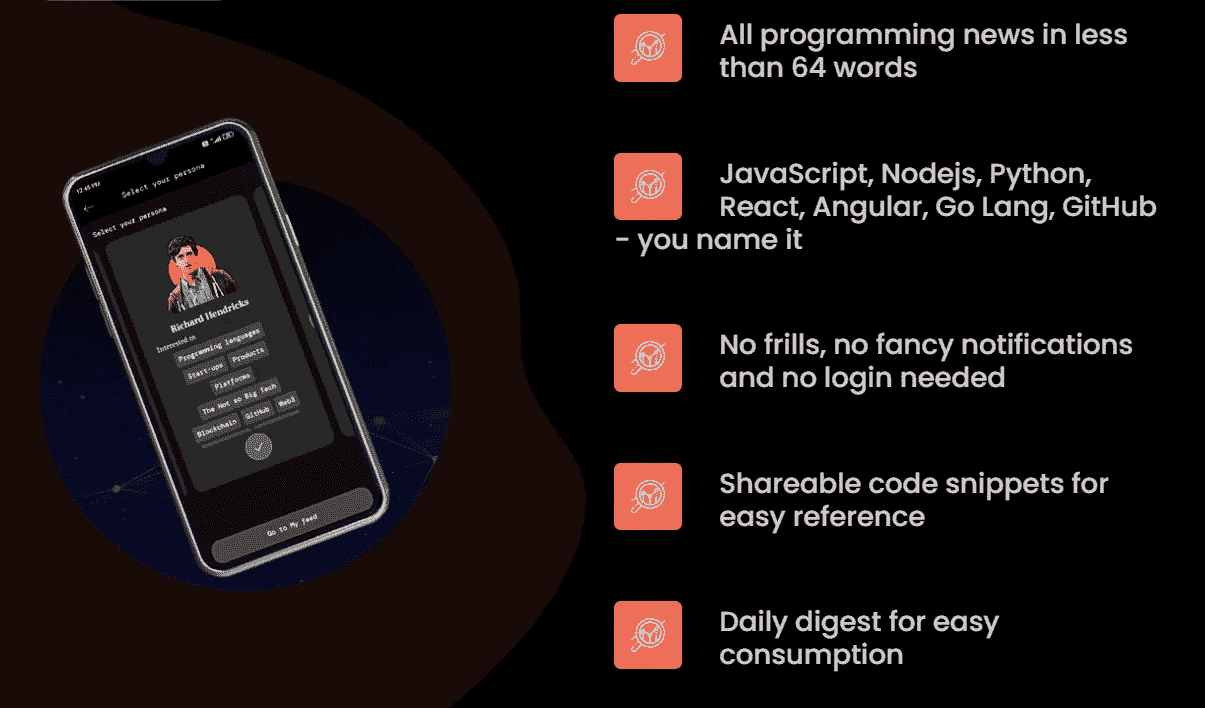 12:45 PM
Select your persona
Select your persona
Richard Hendricks
Interested in
Programming languages
Start-ups Products
Platforms
The Not so Big Tech
Blockchain GitHub Web3
Go to My feed
All programming news in less
than 64 words
JavaScript, Nodejs, Python,
React, Angular, Go Lang, GitHub
- you name it
No frills, no fancy notifications
and no login needed
Shareable code snippets for
easy reference
Daily digest for easy
consumption